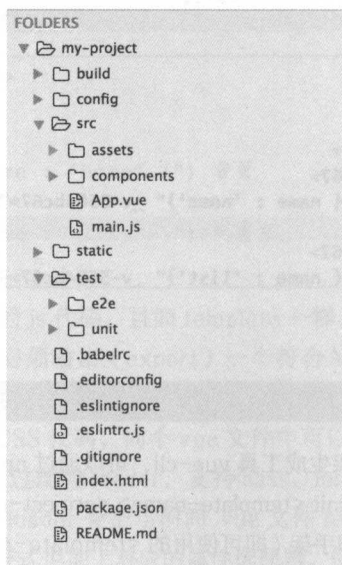 FOLDERS
my-project
build
config
src
assets
components
App.vue
main.js
static
test
e2e
unit
.babelrc
.editorconfig
.eslintignore
.eslintrc.js
.gitignore
index.html
package.json
README.md